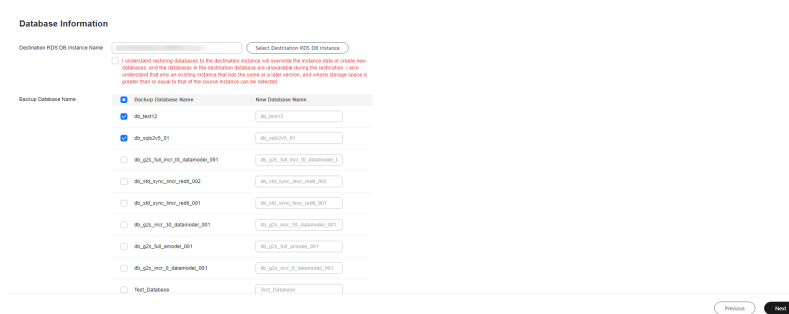 Database Information
Destination RDS DB Instance Name
Select Destination RDS DB Instance
I understand restoring databases to the destination instance will overwrite the instance data or create new
databases, and the databases in the destination database are unavailable during the restoration. I also
understand that only an existing instance that has the same or a later version, and whose storage space is
greater than or equal to that of the source instance can be selected.
Backup Database Name
Backup Database Name New Database Name
db_test12 db_test12
db_sqls2v5_01 db_sqls2v5_01
db_g2s_full_incr_t0_datamodel_001
db_std_sync_lincr_redit_002 db_std_sync_lincr_redit_002
db_std_sync_lincr_redit_001 db_std_sync_lincr_redit_001
db_g2s_incr_30_datamodel_001 db_g2s_incr_30_datamodel_001
db_g2s_full_amodel_001 db_g2s_full_amodel_001
db_g2s_incr_0_datamodel_001 db_g2s_incr_0_datamodel_001
Test_Database Test_Database
Previous Next